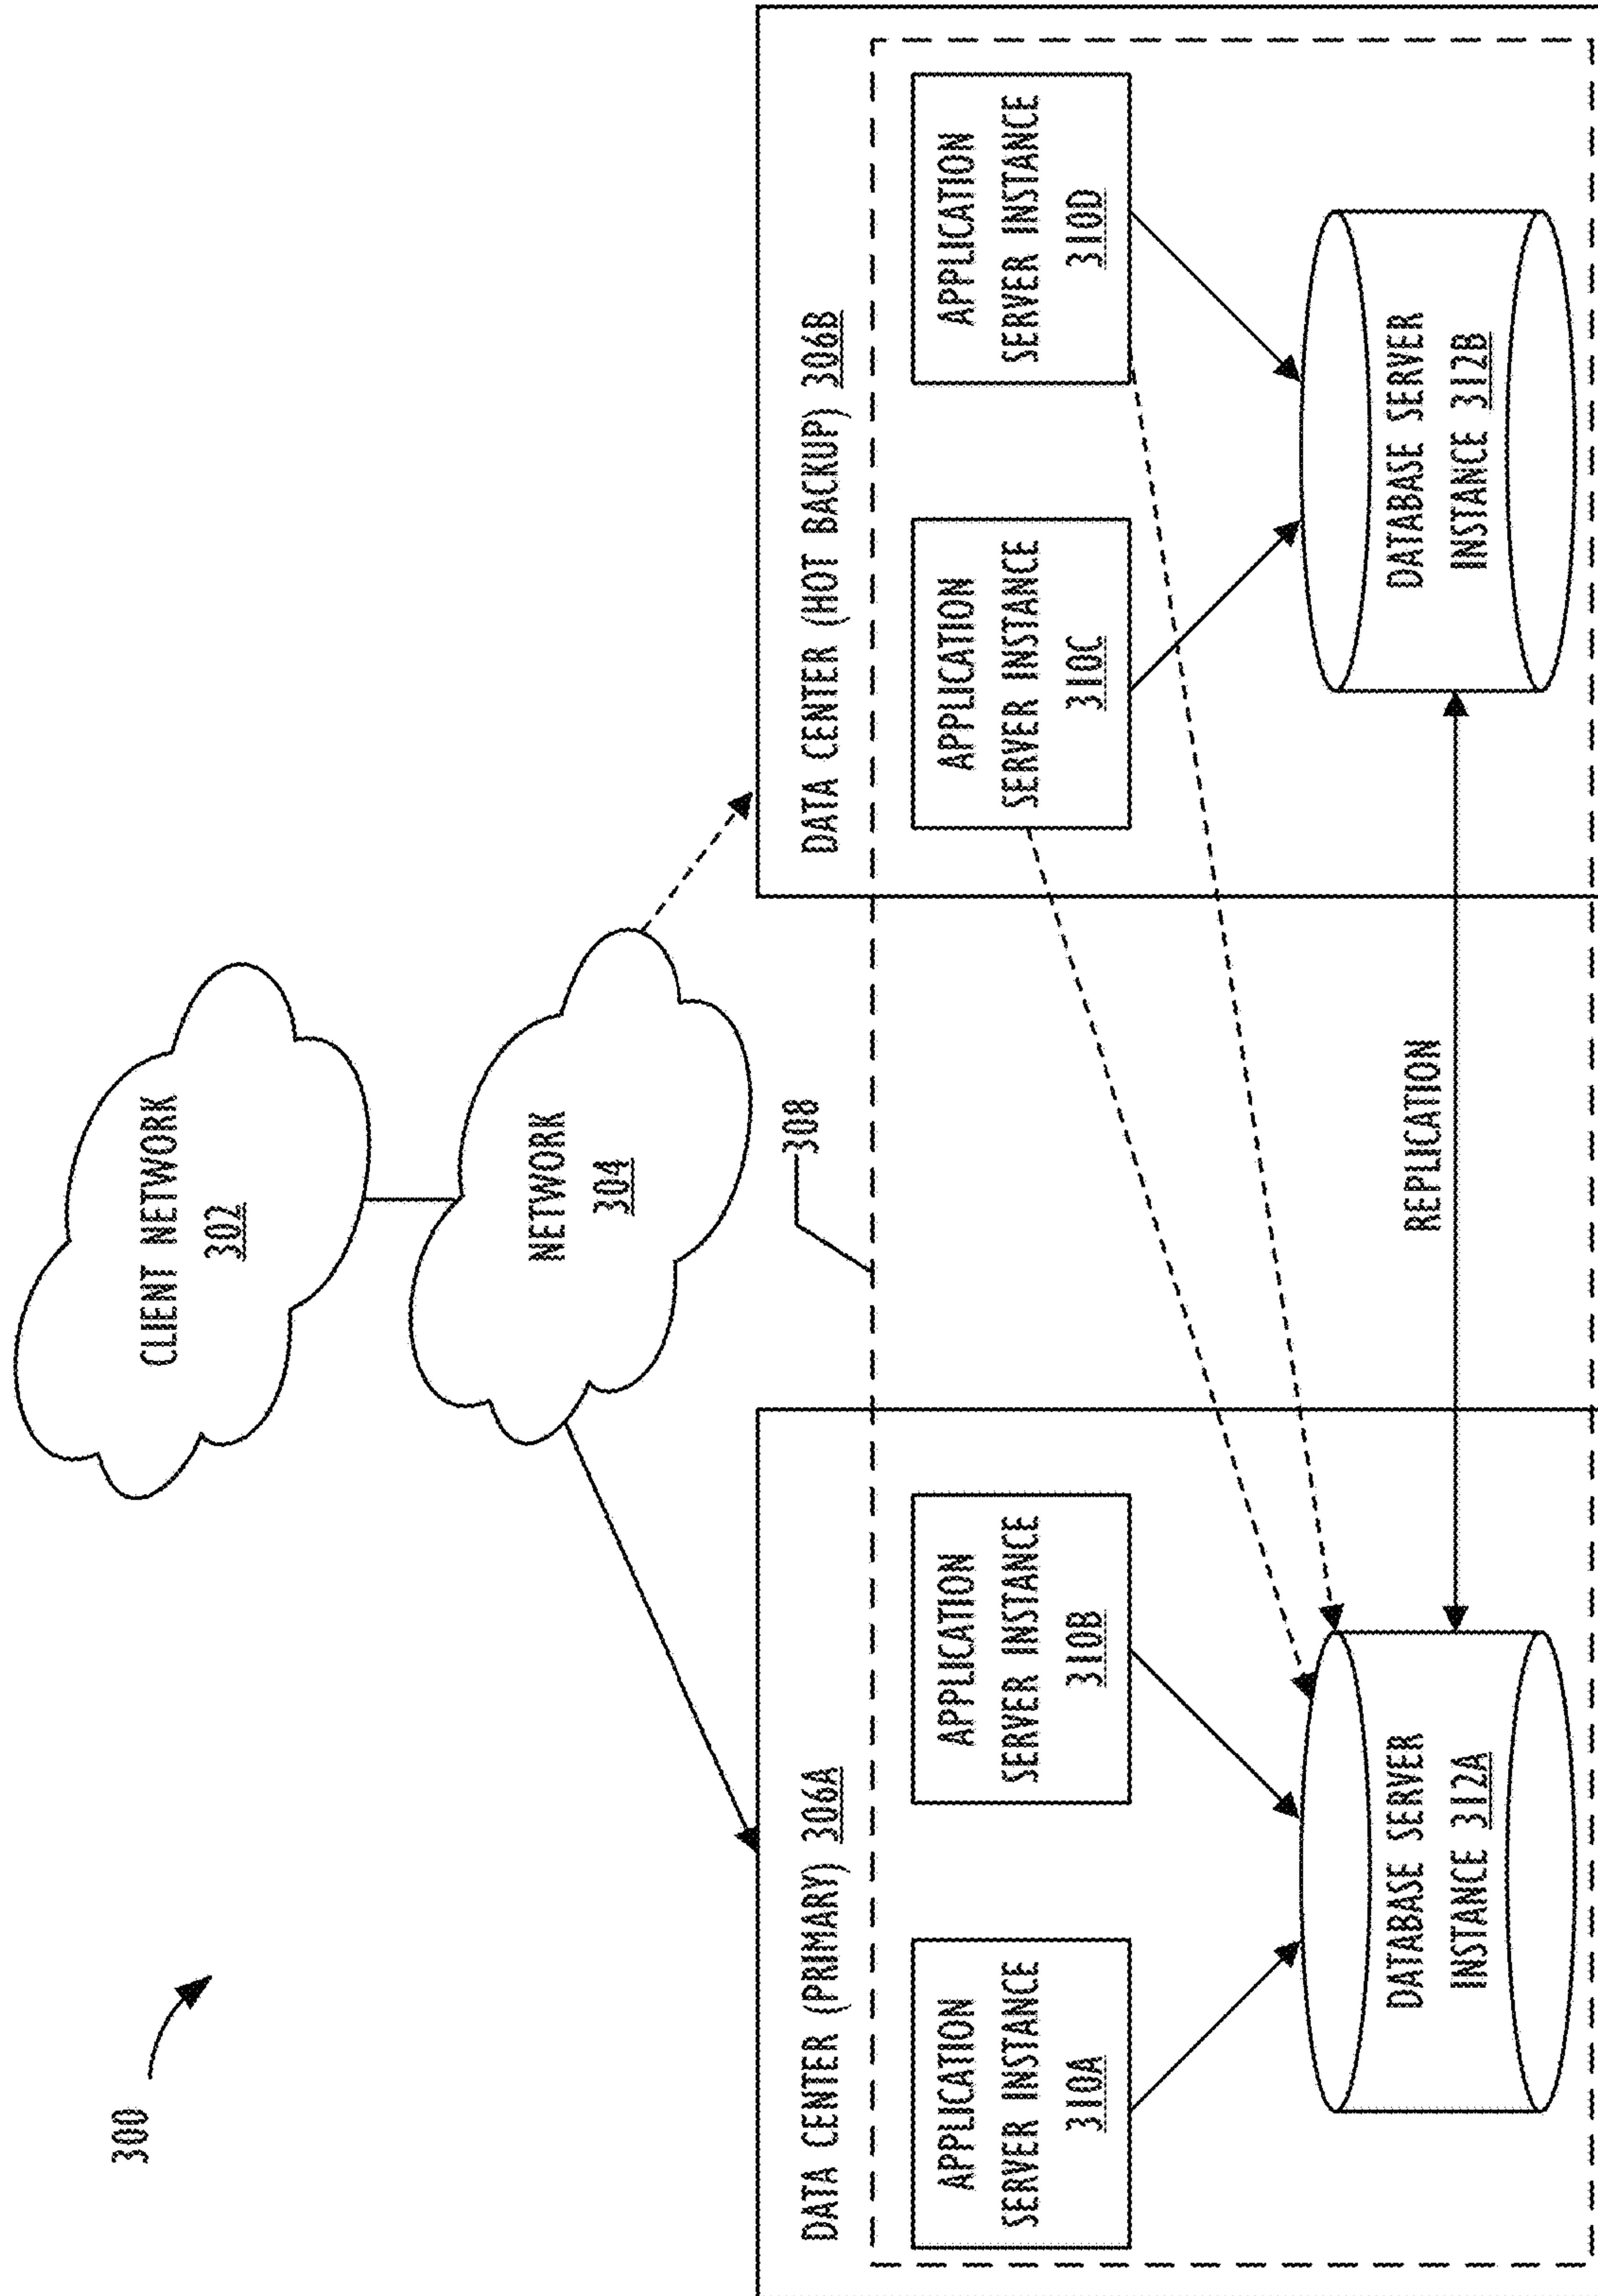 300
CLIENT NETWORK
302
NETWORK
304
308
DATA CENTER (PRIMARY) 306A
APPLICATION
SERVER INSTANCE
310A
APPLICATION
SERVER INSTANCE
310B
DATABASE SERVER
INSTANCE 312A
REPLICATION
DATA CENTER (HOT BACKUP) 306B
APPLICATION
SERVER INSTANCE
310C
APPLICATION
SERVER INSTANCE
310D
DATABASE SERVER
INSTANCE 312B